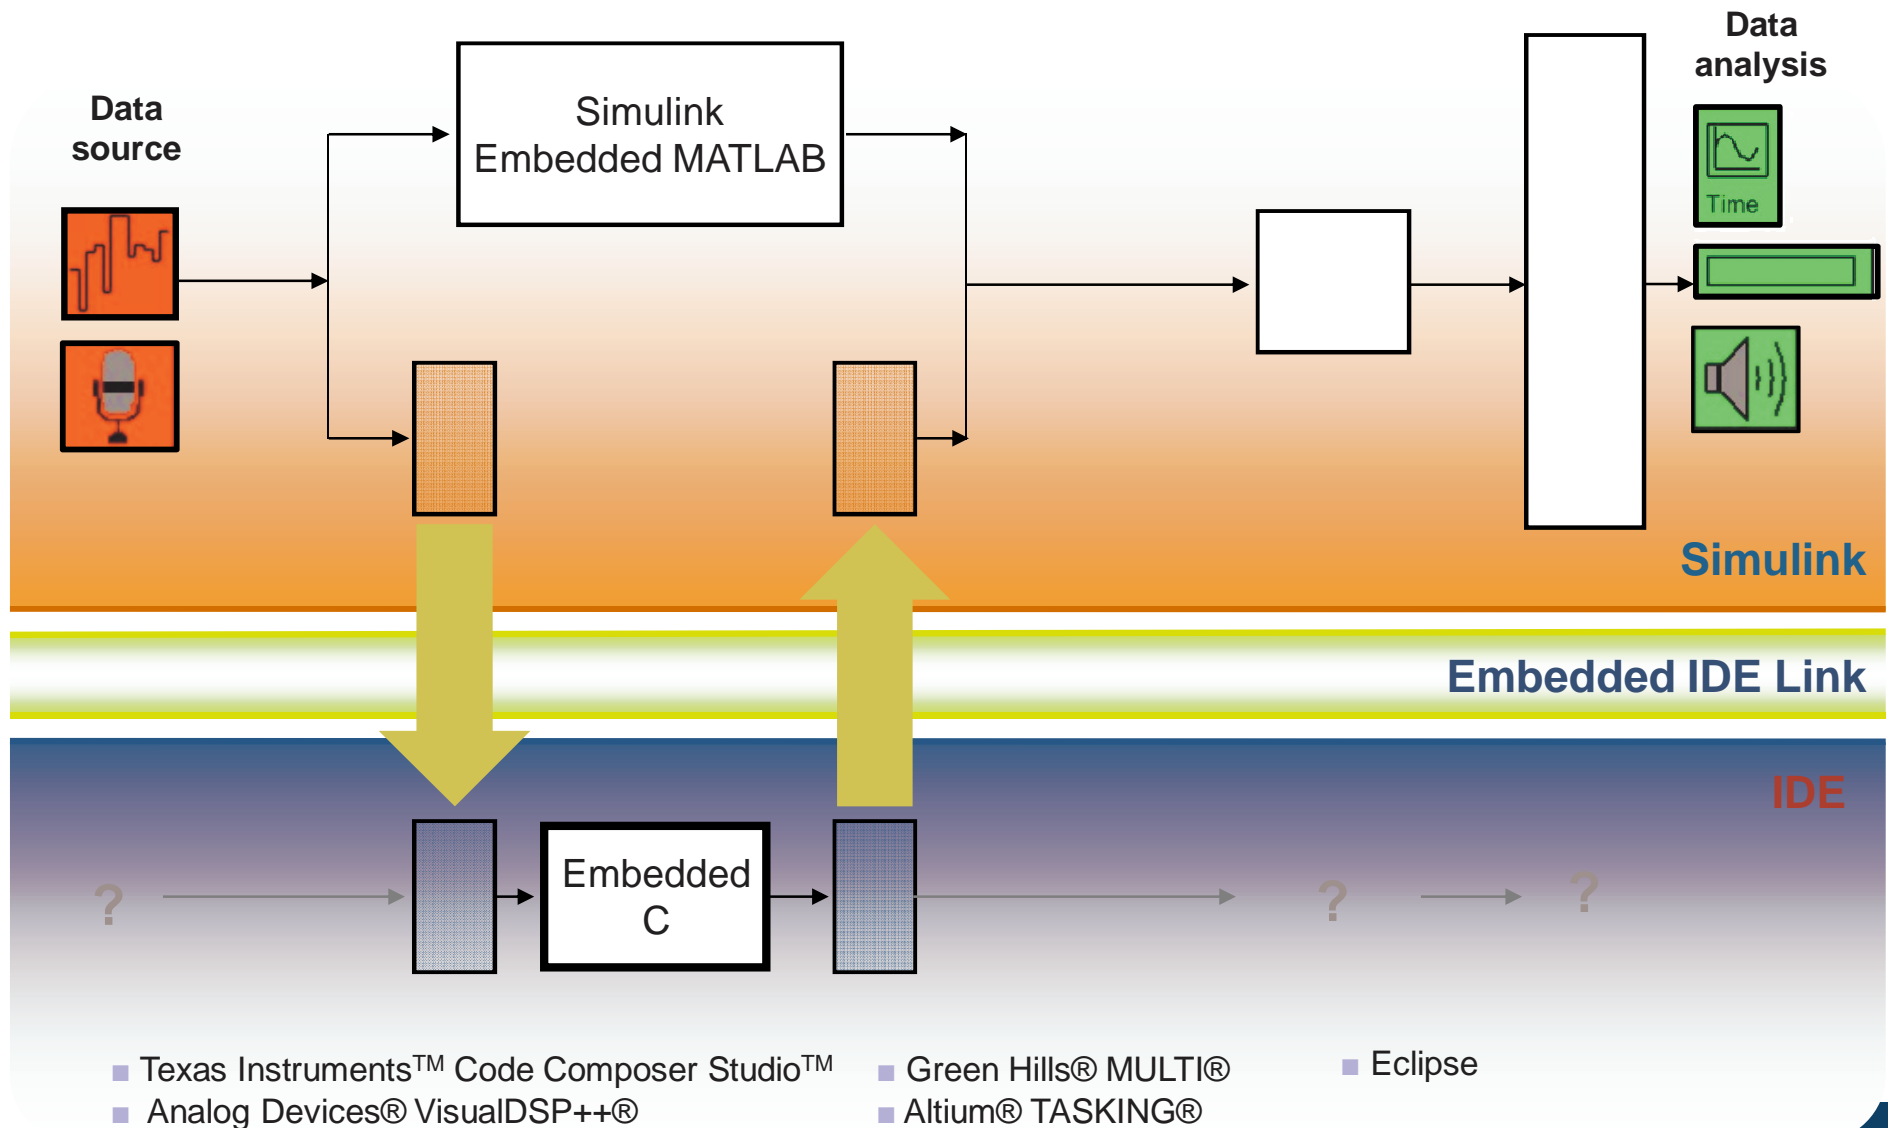 Data
source
Simulink
Embedded MATLAB
Data
analysis
Time
Simulink
Embedded IDE Link
IDE
?
Embedded
C
?
?
■ Texas Instruments™ Code Composer Studio™
■ Analog Devices® VisualDSP++®
■ Green Hills® MULTI®
■ Altium® TASKING®
■ Eclipse